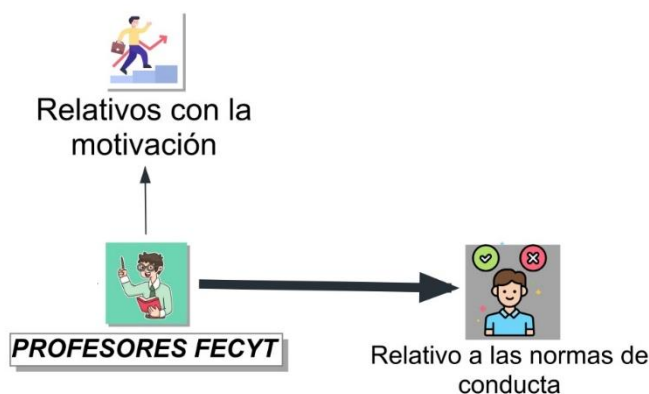 Relativos con la
motivación
PROFESORES FECYT
Relativo a las normas de
conducta